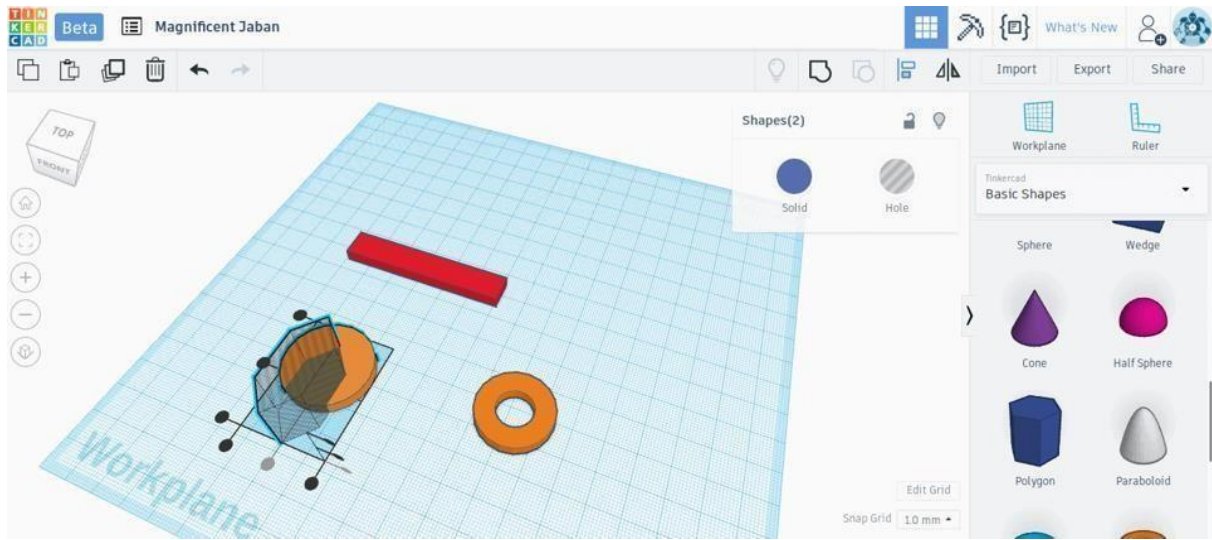 TIN
KER
CAD
Beta
Magnificent Jaban
What's New
Import
Export
Share
TOP
FRONT
Shapes(2)
Solid
Hole
Workplane
Ruler
Tinkercad
Basic Shapes
Sphere
Wedge
Cone
Half Sphere
Polygon
Paraboloid
Workplane
Edit Grid
Snap Grid 1.0 mm